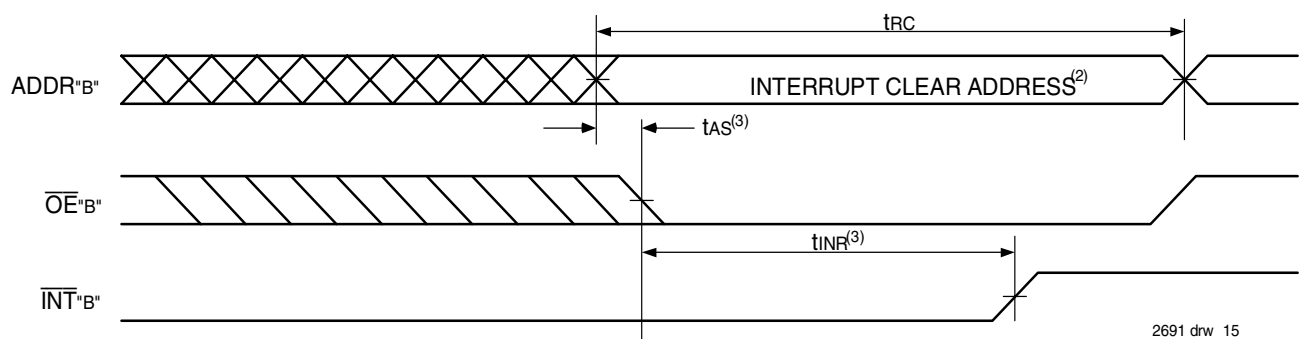 tRC
ADDR"B"
INTERRUPT CLEAR ADDRESS(2)
tAS(3)
OE"B"
tINR(3)
INT"B"
2691 drw 15